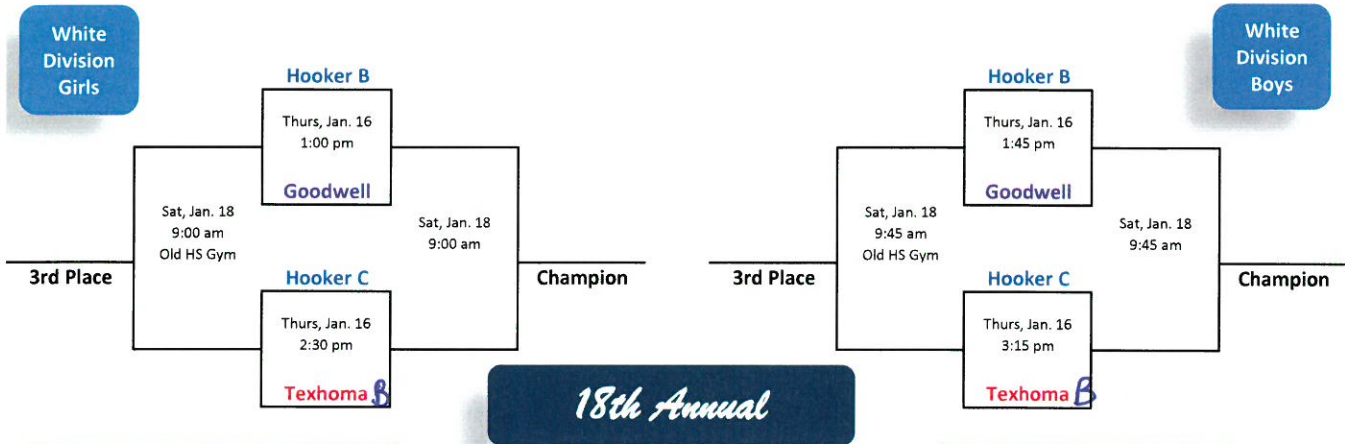 White
Division
Girls
Hooker B
Thurs, Jan. 16
1:00 pm
Goodwell
Sat, Jan. 18
9:00 am
Old HS Gym
Sat, Jan. 18
9:00 am
3rd Place
Champion
Hooker C
Thurs, Jan. 16
2:30 pm
Texhoma B
White
Division
Boys
Hooker B
Thurs, Jan. 16
1:45 pm
Goodwell
Sat, Jan. 18
9:45 am
Old HS Gym
Sat, Jan. 18
9:45 am
3rd Place
Champion
Hooker C
Thurs, Jan. 16
3:15 pm
Texhoma B
18th Annual